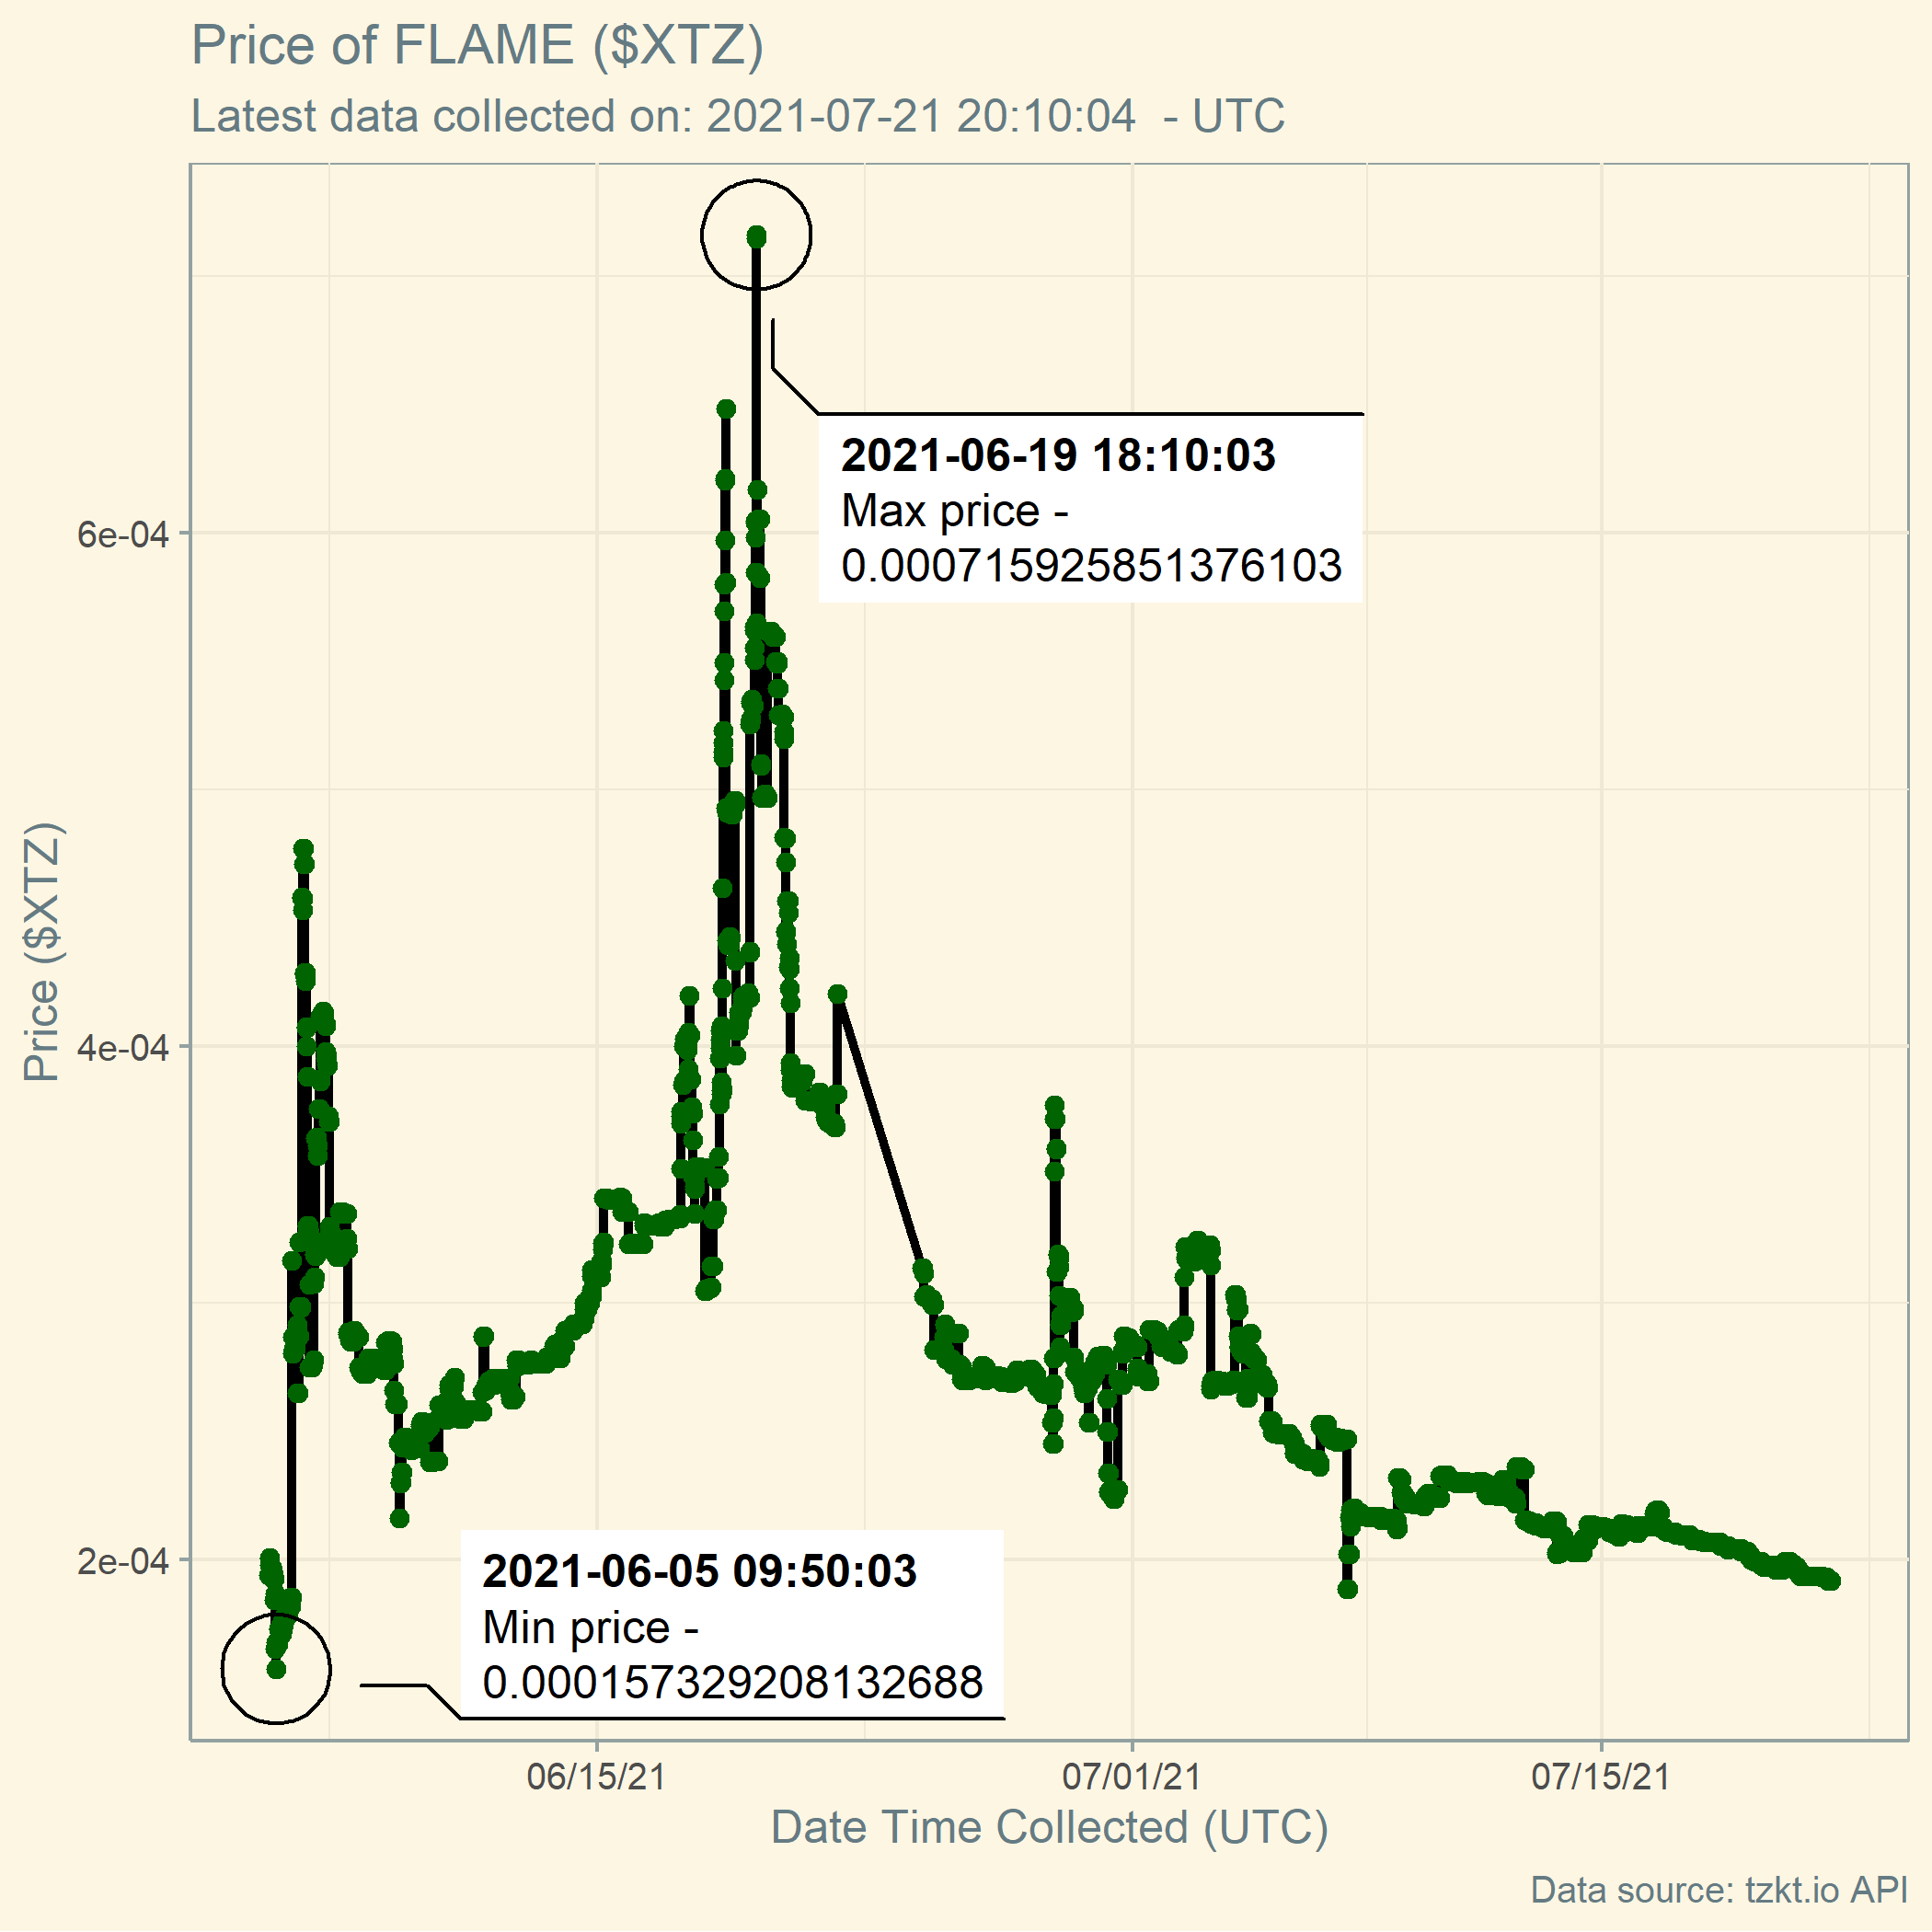 Price of FLAME ($XTZ)
Latest data collected on: 2021-07-21 20:10:04  - UTC
2021-06-19 18:10:03
Max price -
0.000715925851376103
6e-04
4e-04
2e-04
Price ($XTZ)
2021-06-05 09:50:03
Min price -
0.000157329208132688
06/15/21
07/01/21
07/15/21
Date Time Collected (UTC)
Data source: tzkt.io API